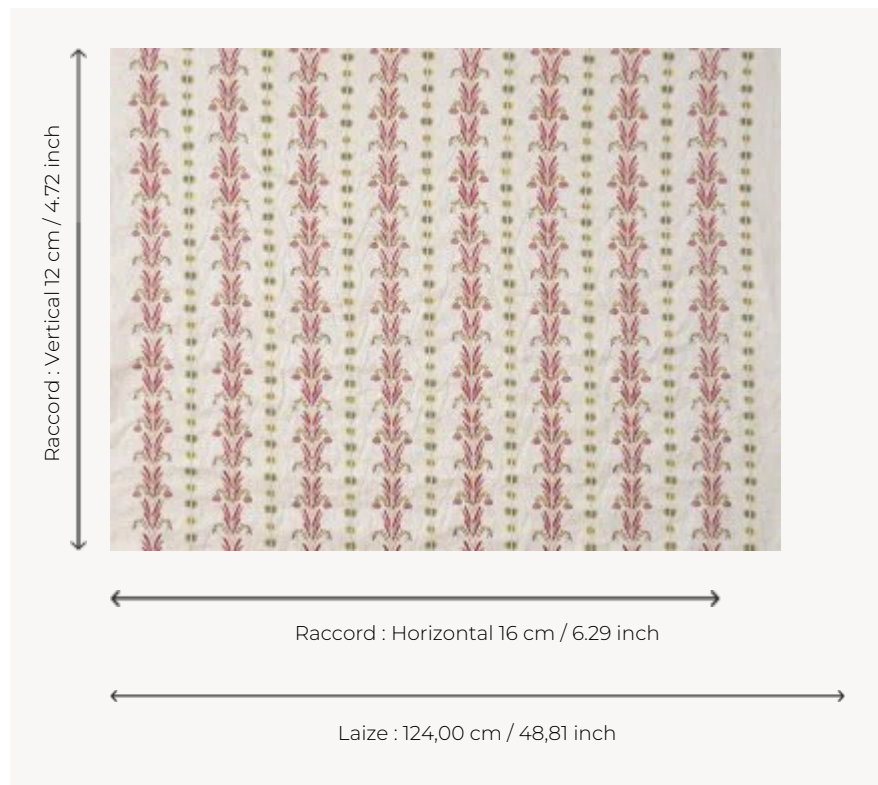 Raccord : Vertical 12 cm / 4.72 inch
Raccord : Horizontal 16 cm / 6.29 inch
Laize : 124,00 cm / 48,81 inch